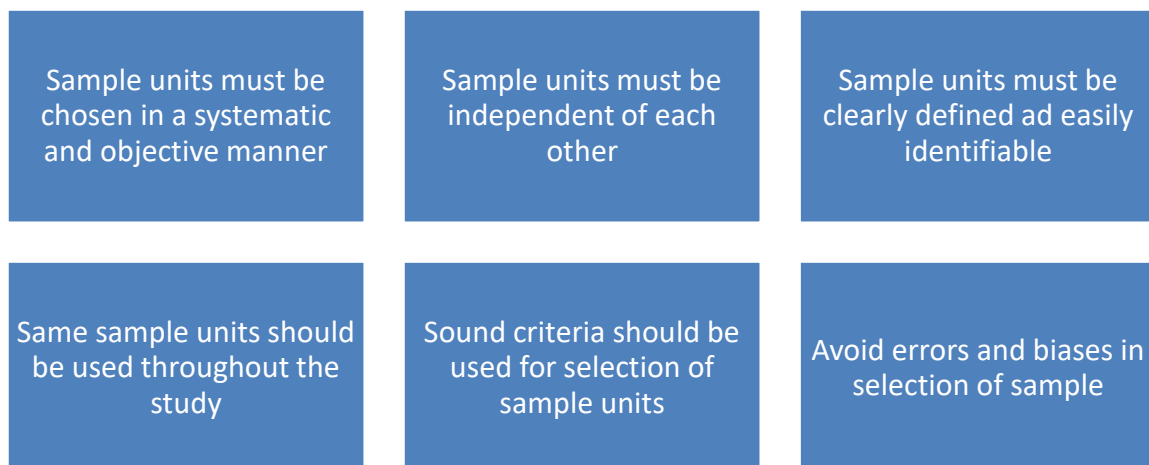 Sample units must be
chosen in a systematic
and objective manner
Sample units must be
independent of each
other
Sample units must be
clearly defined ad easily
identifiable
Same sample units should
be used throughout the
study
Sound criteria should be
used for selection of
sample units
Avoid errors and biases in
selection of sample